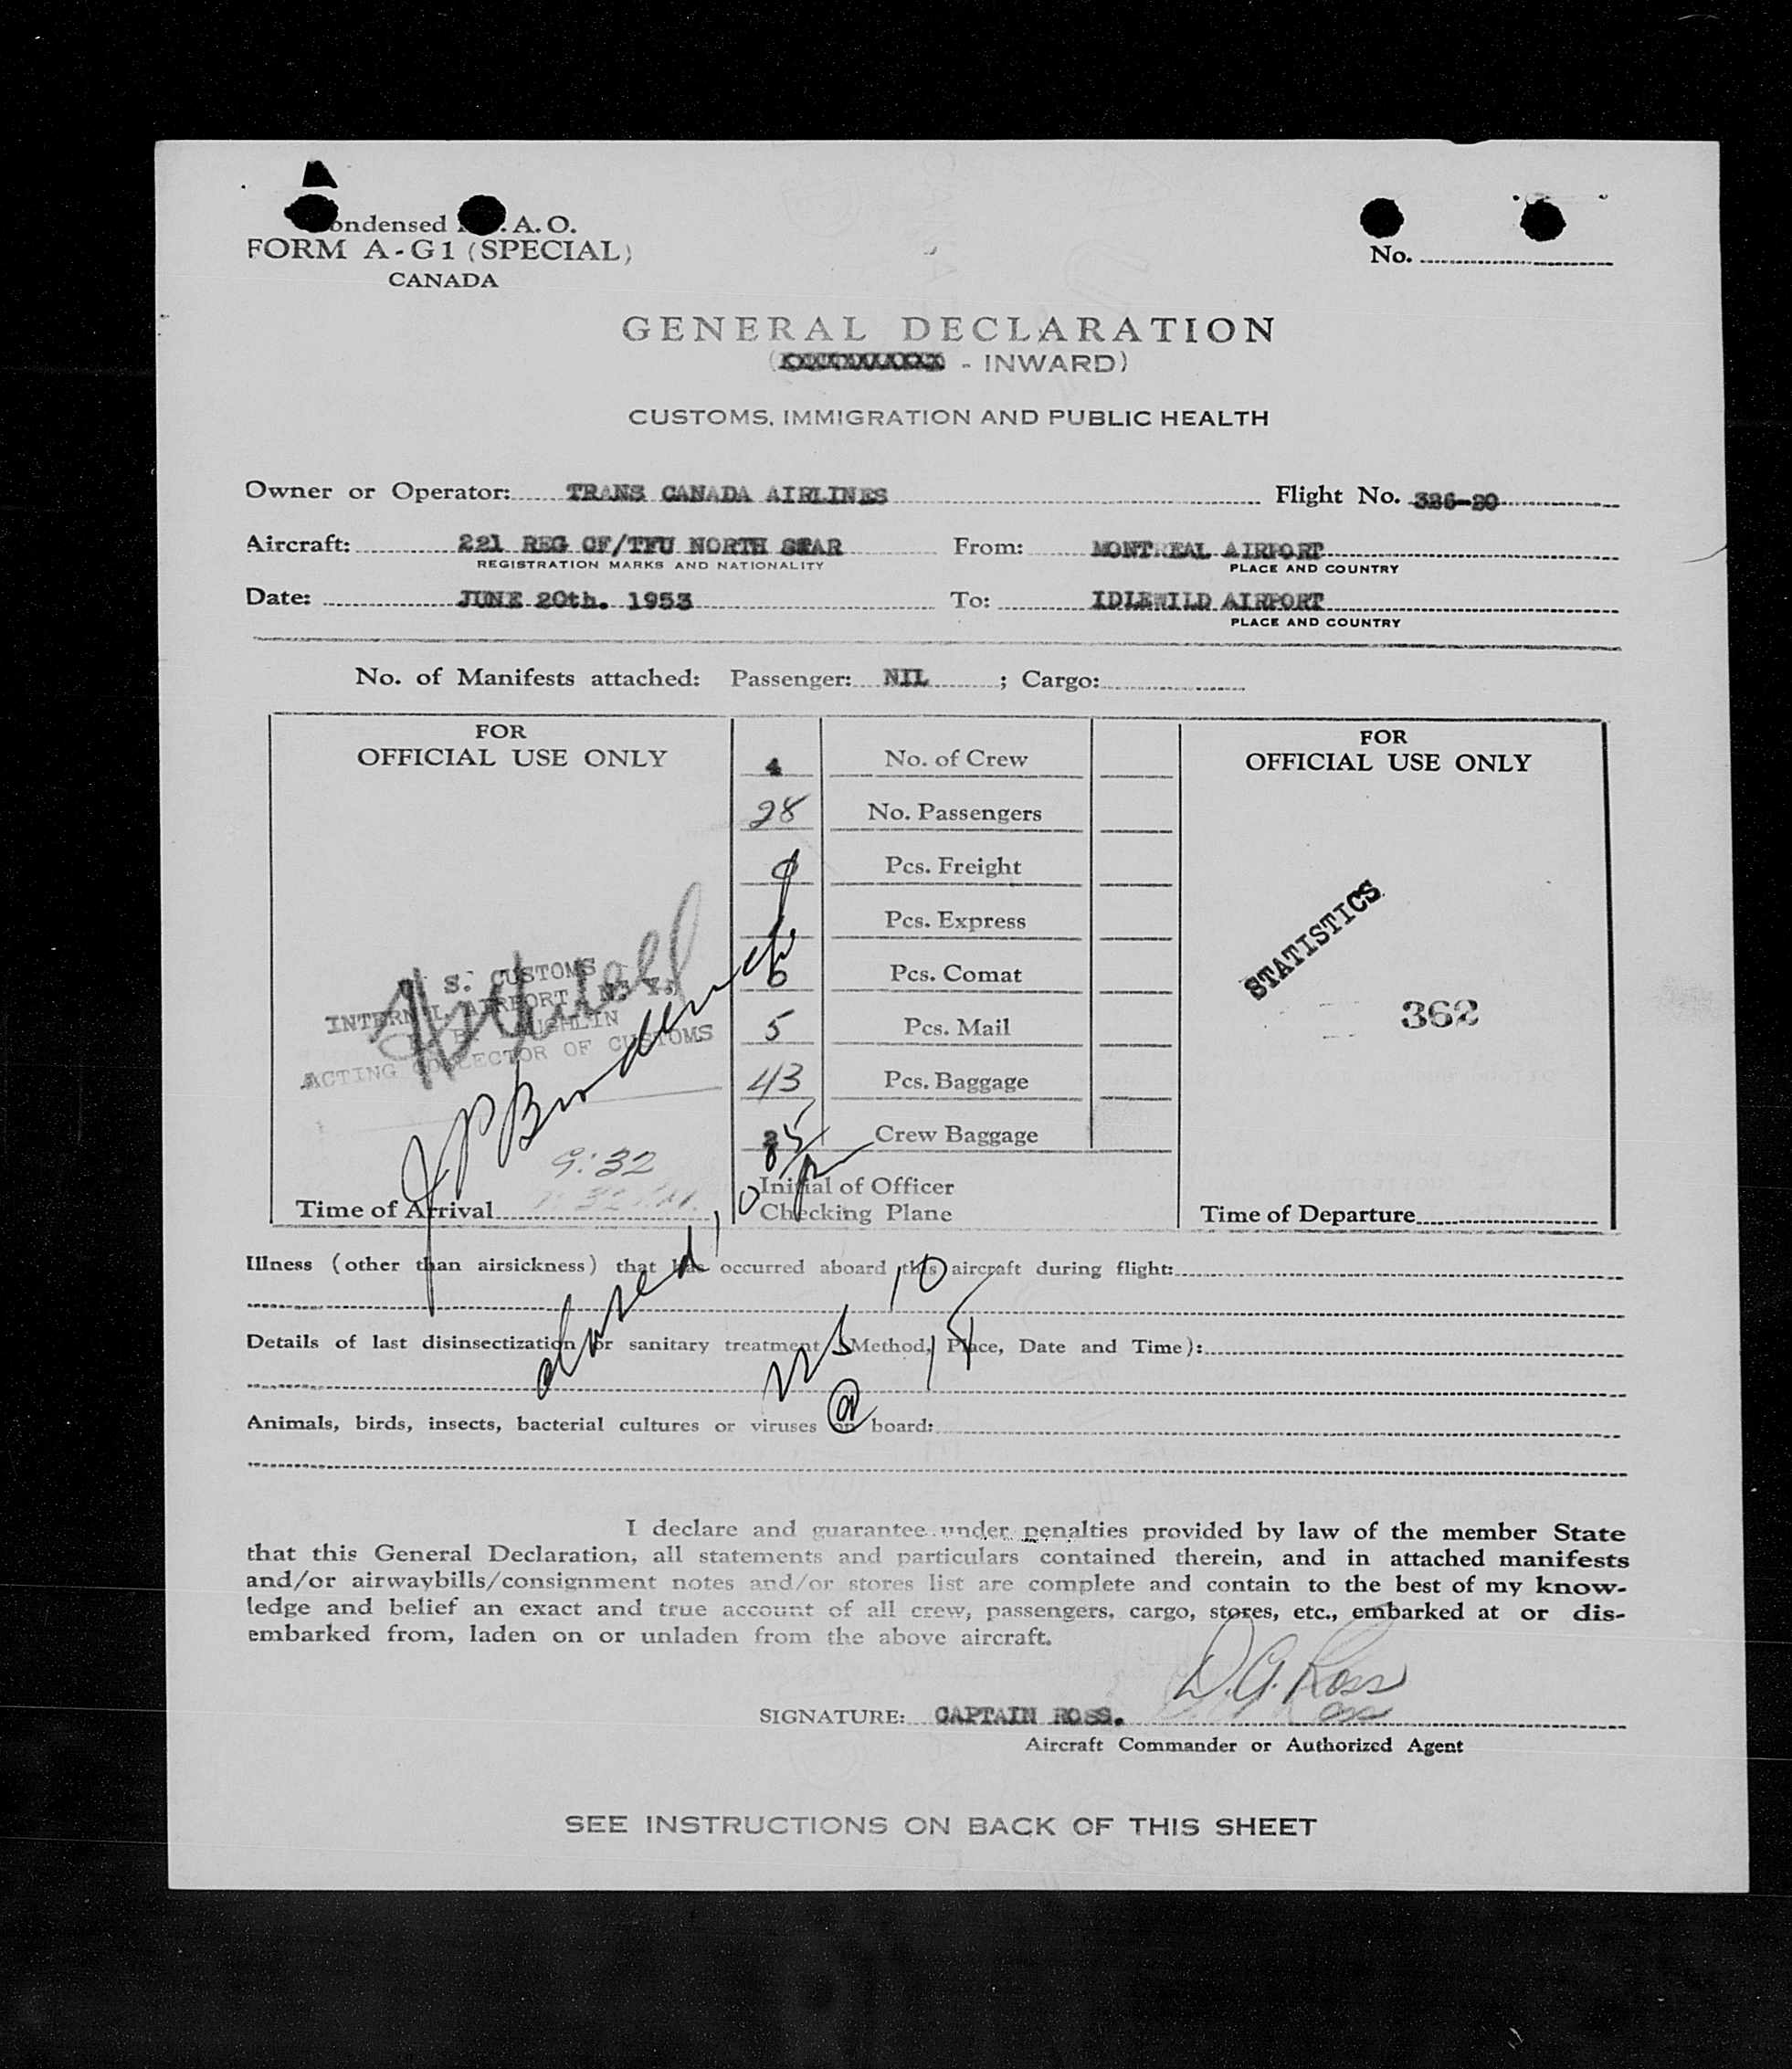 ondensed . A. O.
FORM A-G1 (SPECIAL)
CANADA
No.
GENERAL DECLARATION
( - INWARD)
CUSTOMS, IMMIGRATION AND PUBLIC HEALTH
Owner or Operator: TRANS CANADA AIRLINES Flight No. 326-20
Aircraft: 221 REG CF/TFU NORTH STAR From: MONTREAL AIRPORT
REGISTRATION MARKS AND NATIONALITY PLACE AND COUNTRY
Date: JUNE 20th. 1953 To: IDLEWILD AIRPORT
PLACE AND COUNTRY
No. of Manifests attached: Passenger: NIL ; Cargo:
FOR
OFFICIAL USE ONLY
4 No. of Crew
28 No. Passengers
Pcs. Freight
Pcs. Express
0 Pcs. Comat
5 Pcs. Mail
43 Pcs. Baggage
Crew Baggage
Initial of Officer
Checking Plane
FOR
OFFICIAL USE ONLY
STATISTICS
362
S. CUSTOMS
AIRPORT, N. Y.
ACTING COLLECTOR OF CUSTOMS
9:32
Time of Arrival
Time of Departure
Illness (other than airsickness) that has occurred aboard this aircraft during flight:
Details of last disinsectization or sanitary treatment (Method, Place, Date and Time):
Animals, birds, insects, bacterial cultures or viruses on board:
I declare and guarantee under penalties provided by law of the member State
that this General Declaration, all statements and particulars contained therein, and in attached manifests
and/or airwaybills/consignment notes and/or stores list are complete and contain to the best of my know-
ledge and belief an exact and true account of all crew, passengers, cargo, stores, etc., embarked at or dis-
embarked from, laden on or unladen from the above aircraft.
D.G. Ross
SIGNATURE: CAPTAIN ROSS.
Aircraft Commander or Authorized Agent
SEE INSTRUCTIONS ON BACK OF THIS SHEET